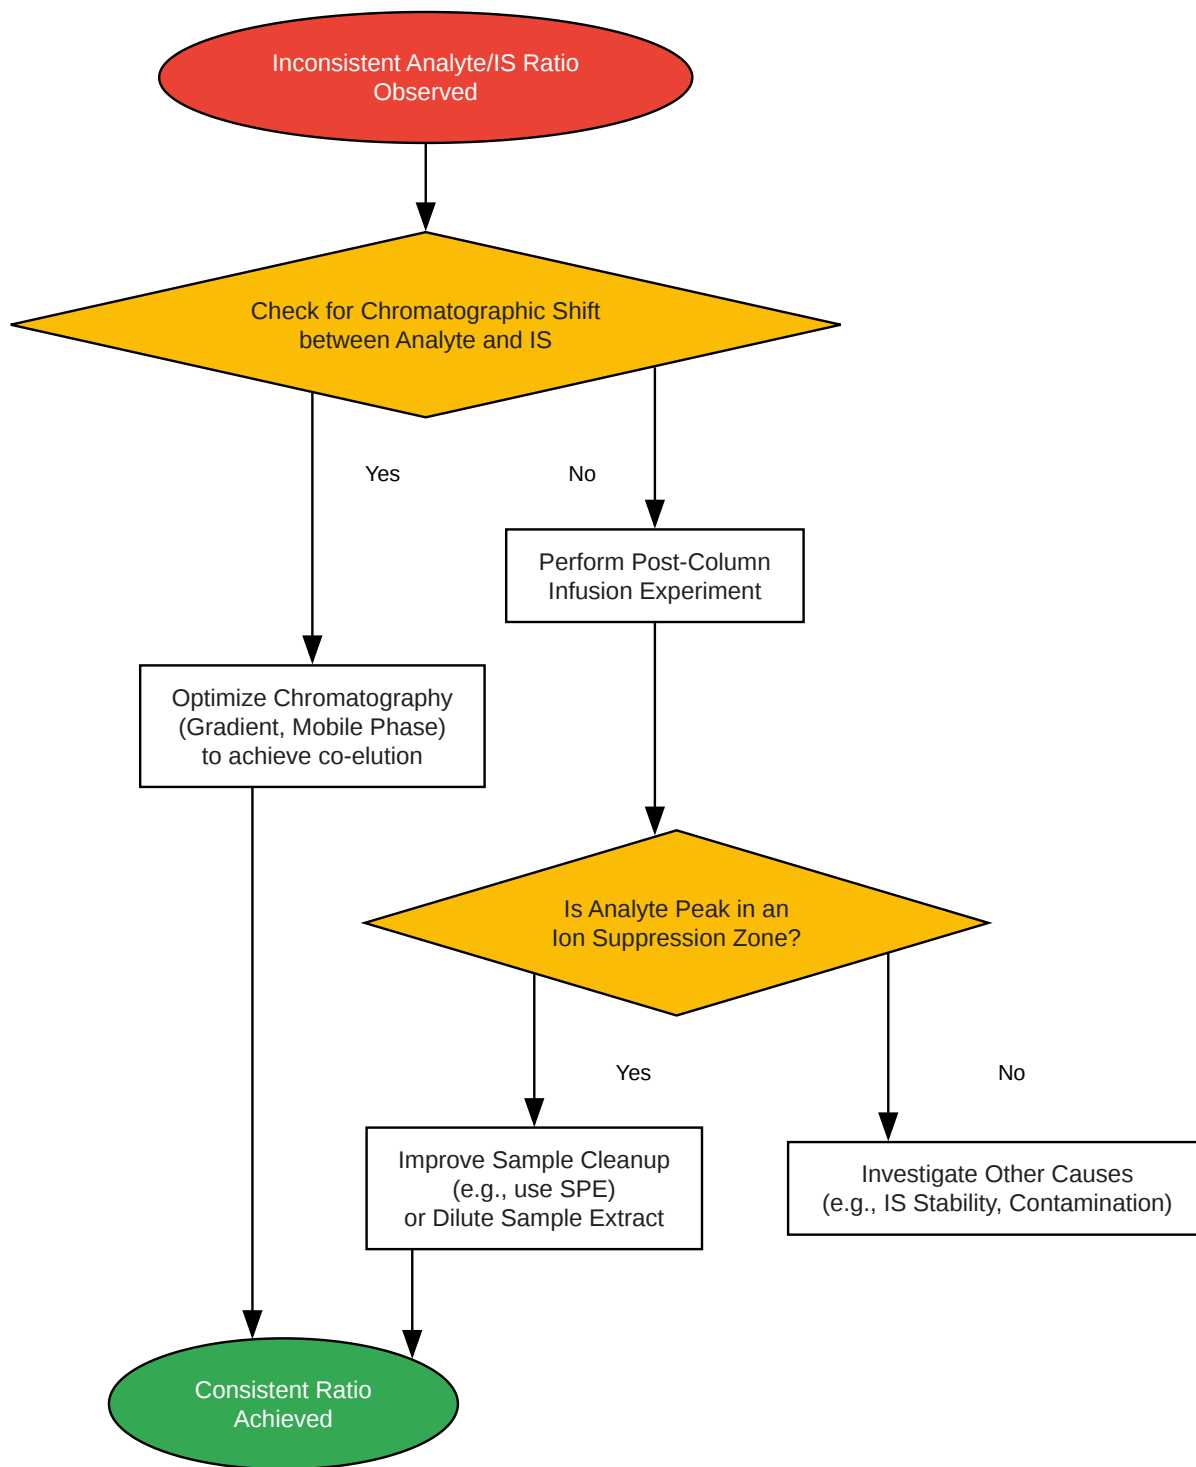 Inconsistent Analyte/IS Ratio
Observed
Check for Chromatographic Shift
between Analyte and IS
Yes
No
Perform Post-Column
Infusion Experiment
Optimize Chromatography
(Gradient, Mobile Phase)
to achieve co-elution
Is Analyte Peak in an
Ion Suppression Zone?
Yes
No
Improve Sample Cleanup
(e.g., use SPE)
or Dilute Sample Extract
Investigate Other Causes
(e.g., IS Stability, Contamination)
Consistent Ratio
Achieved